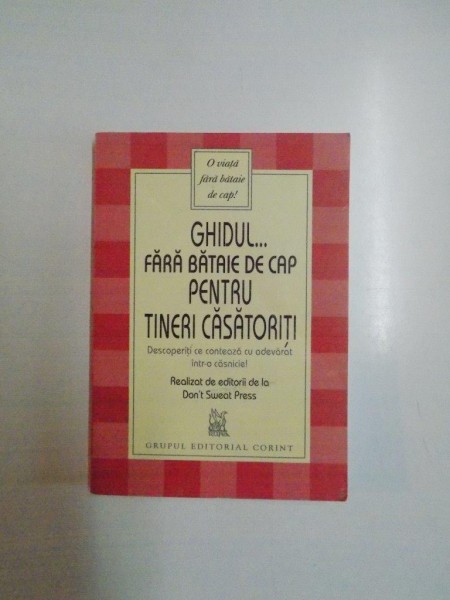 O viață
fără bătaie
de cap!
GHIDUL...
FĂRĂ BĂTAIE DE CAP
PENTRU
TINERI CĂSĂTORIȚI
Descoperiți ce contează cu adevărat
într-o căsnicie!
Realizat de editorii de la
Don't Sweat Press
GRUPUL EDITORIAL CORINT